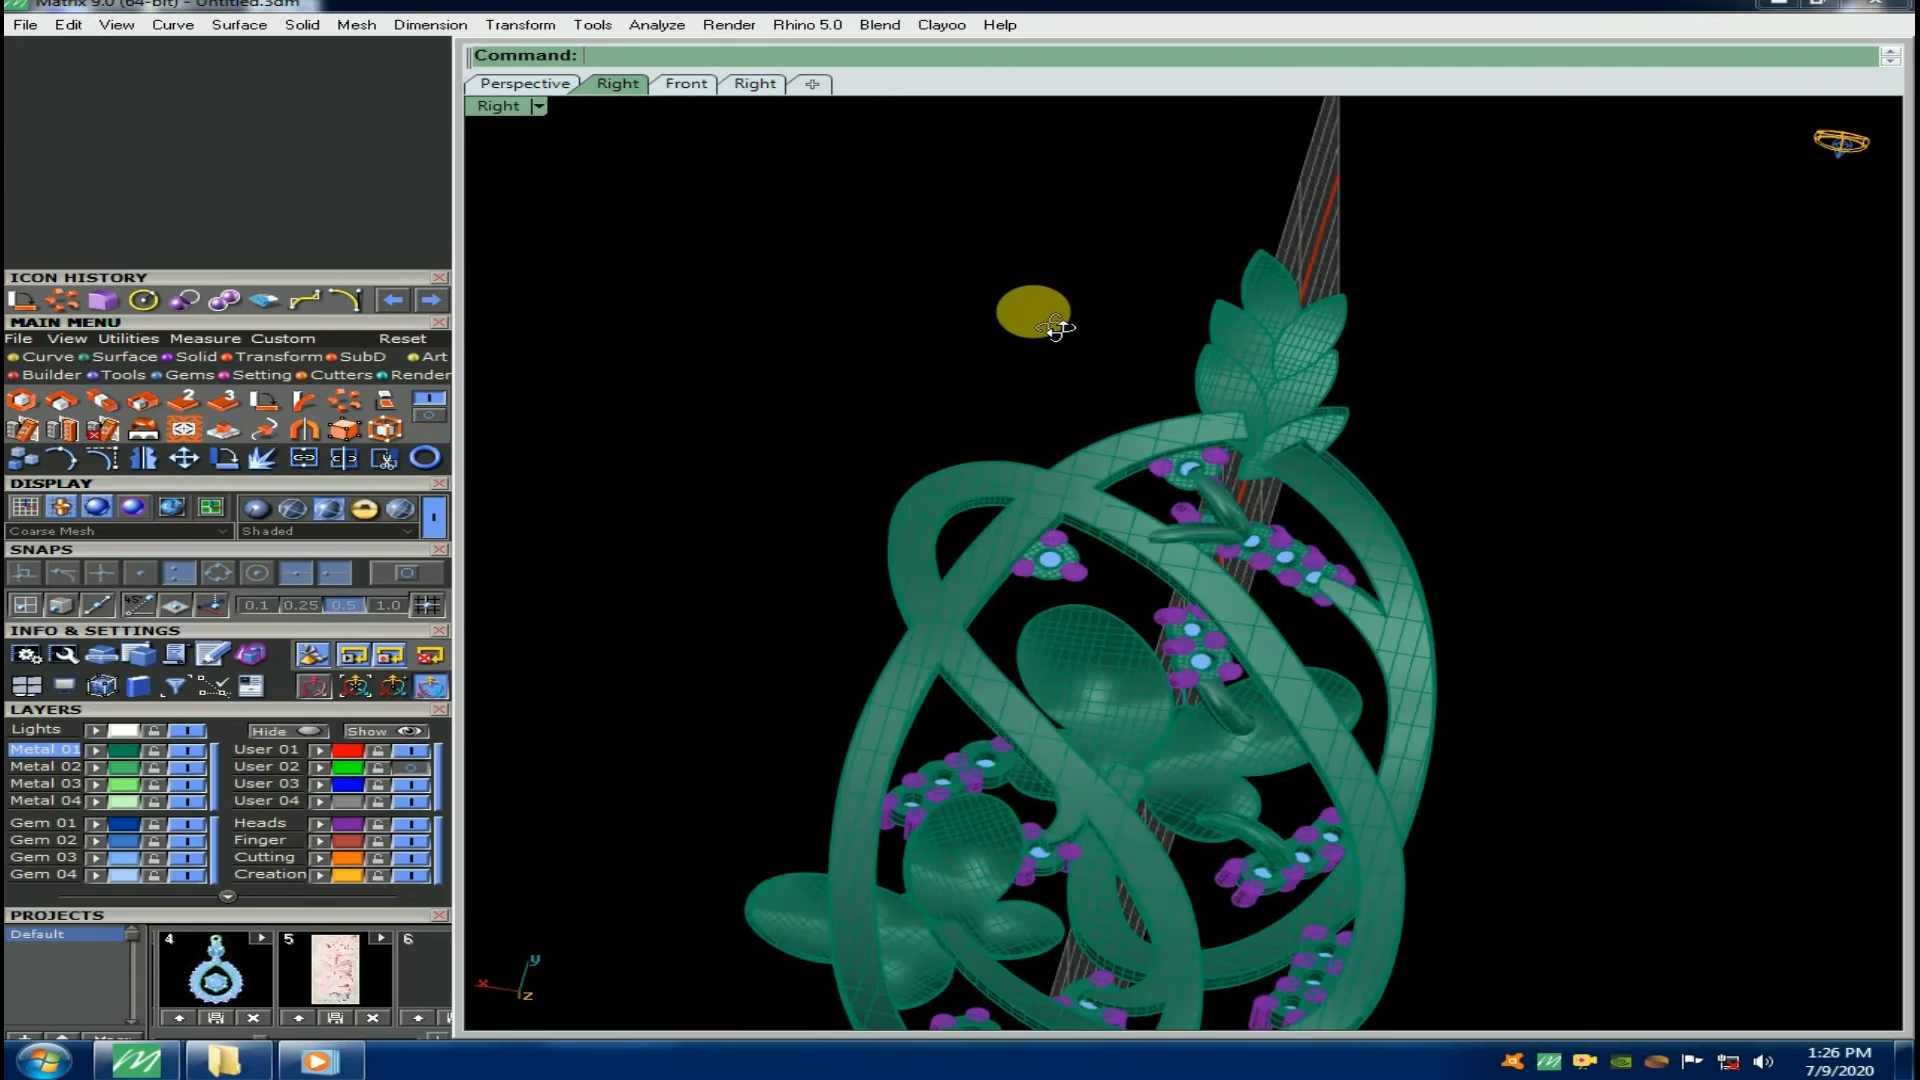 Matrix 9.0 (64-bit) - Untitled.3dm
File Edit View Curve Surface Solid Mesh Dimension Transform Tools Analyze Render Rhino 5.0 Blend Clayoo Help
Command:
Perspective Right Front Right
Right
ICON HISTORY
MAIN MENU
File View Utilities Measure Custom Reset
Curve Surface Solid Transform SubD Art
Builder Tools Gems Setting Cutters Render
2 3
DISPLAY
Coarse Mesh Shaded
SNAPS
45° 0.1 0.25 0.5 1.0
INFO & SETTINGS
LAYERS
Lights Hide Show
Metal 01 User 01
Metal 02 User 02
Metal 03 User 03
Metal 04 User 04
Gem 01 Heads
Gem 02 Finger
Gem 03 Cutting
Gem 04 Creation
PROJECTS
Default 4 5 6
x y z
1:26 PM
7/9/2020